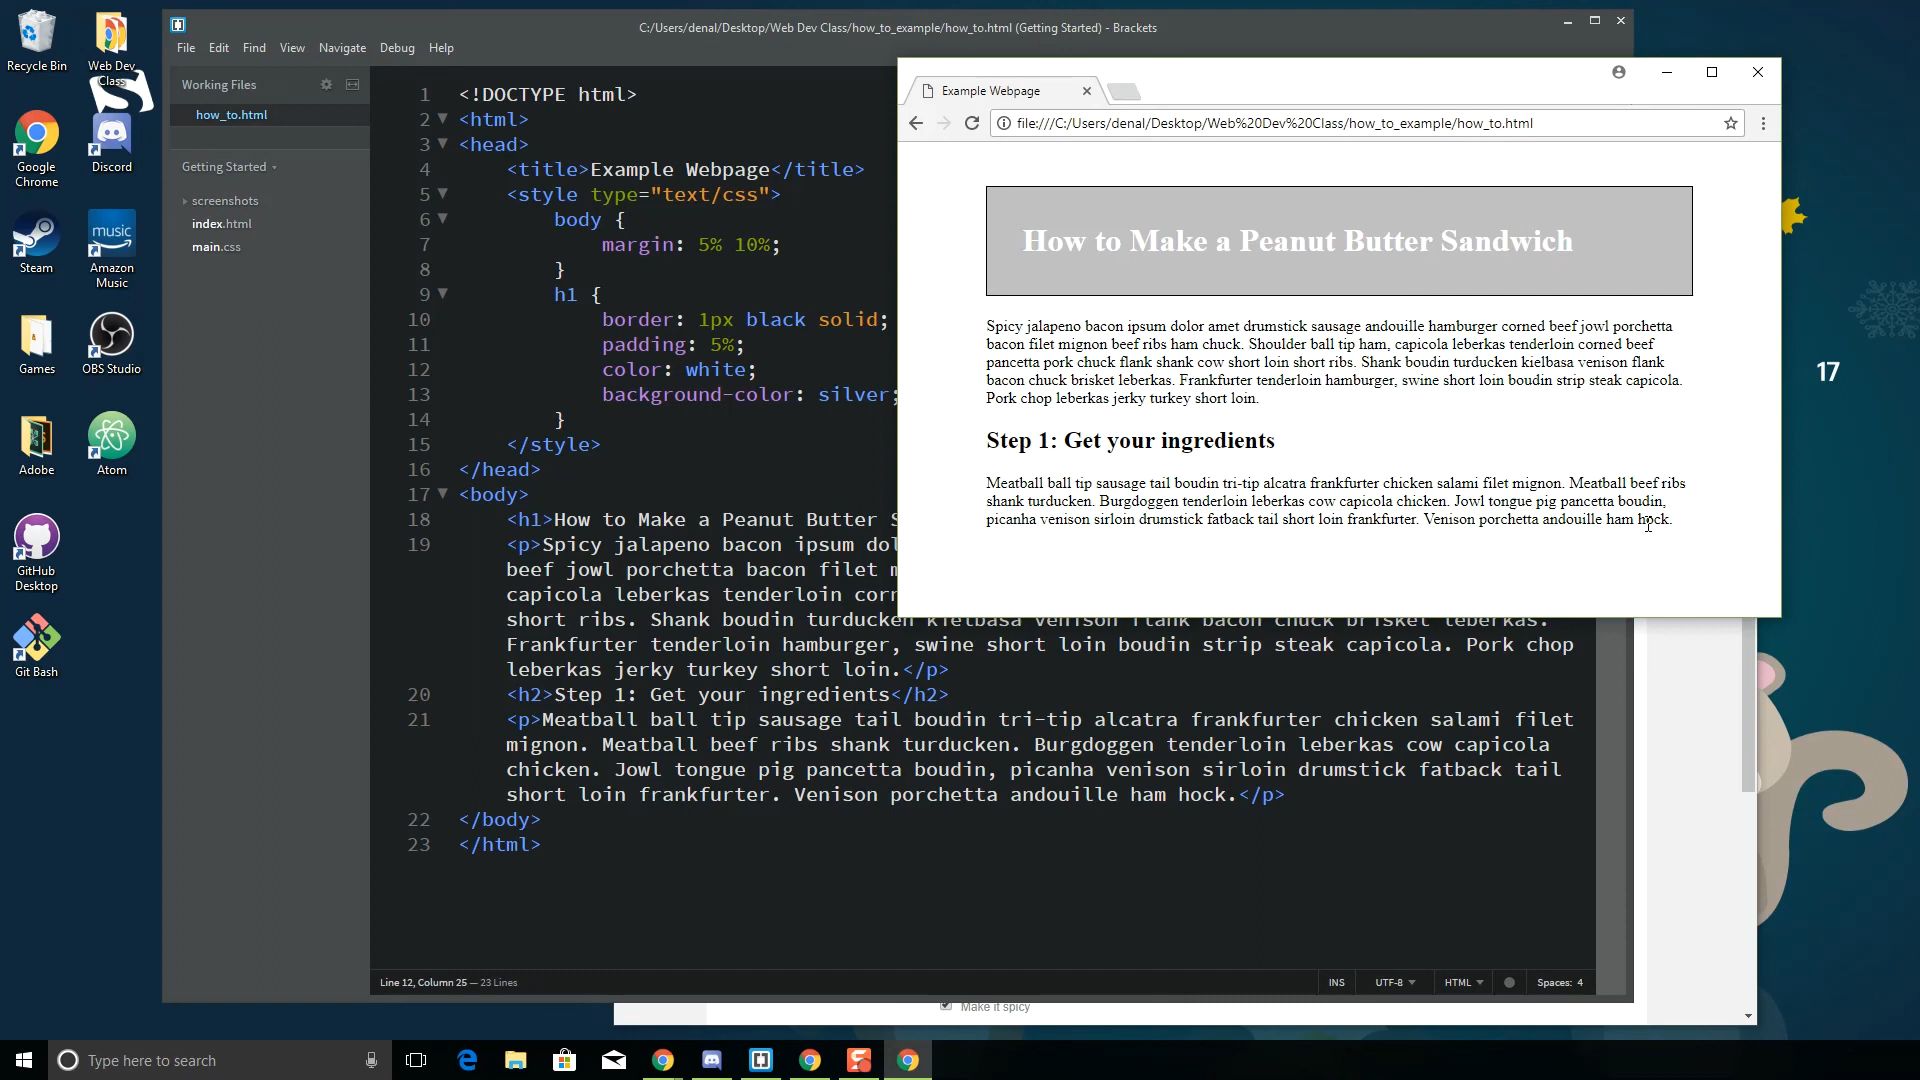 Recycle Bin
Web Dev Class
Google Chrome
Discord
Steam
music
Amazon Music
Games
OBS Studio
Adobe
Atom
GitHub Desktop
Git Bash
C:/Users/denal/Desktop/Web Dev Class/how_to_example/how_to.html (Getting Started) - Brackets
File Edit Find View Navigate Debug Help
Working Files
how_to.html
Getting Started
screenshots
index.html
main.css
1 <!DOCTYPE html>
2 <html>
3 <head>
4 <title>Example Webpage</title>
5 <style type="text/css">
6 body {
7 margin: 5% 10%;
8 }
9 h1 {
10 border: 1px black solid;
11 padding: 5%;
12 color: white;
13 background-color: silver;
14 }
15 </style>
16 </head>
17 <body>
18 <h1>How to Make a Peanut Butter
19 <p>Spicy jalapeno bacon ipsum
beef jowl porchetta bacon filet
capicola leberkas tenderloin
short ribs. Shank boudin turducken kielbasa venison flank bacon chuck brisket leberkas.
Frankfurter tenderloin hamburger, swine short loin boudin strip steak capicola. Pork chop
leberkas jerky turkey short loin.</p>
20 <h2>Step 1: Get your ingredients</h2>
21 <p>Meatball ball tip sausage tail boudin tri-tip alcatra frankfurter chicken salami filet
mignon. Meatball beef ribs shank turducken. Burgdoggen tenderloin leberkas cow capicola
chicken. Jowl tongue pig pancetta boudin, picanha venison sirloin drumstick fatback tail
short loin frankfurter. Venison porchetta andouille ham hock.</p>
22 </body>
23 </html>
Line 12, Column 25 — 23 Lines
INS UTF-8 HTML Spaces: 4
Example Webpage
file:///C:/Users/denal/Desktop/Web%20Dev%20Class/how_to_example/how_to.html
How to Make a Peanut Butter Sandwich
Spicy jalapeno bacon ipsum dolor amet drumstick sausage andouille hamburger corned beef jowl porchetta
bacon filet mignon beef ribs ham chuck. Shoulder ball tip ham, capicola leberkas tenderloin corned beef
pancetta pork chuck flank shank cow short loin short ribs. Shank boudin turducken kielbasa venison flank
bacon chuck brisket leberkas. Frankfurter tenderloin hamburger, swine short loin boudin strip steak capicola.
Pork chop leberkas jerky turkey short loin.
Step 1: Get your ingredients
Meatball ball tip sausage tail boudin tri-tip alcatra frankfurter chicken salami filet mignon. Meatball beef ribs
shank turducken. Burgdoggen tenderloin leberkas cow capicola chicken. Jowl tongue pig pancetta boudin,
picanha venison sirloin drumstick fatback tail short loin frankfurter. Venison porchetta andouille ham hock.
17
Make it spicy
Type here to search